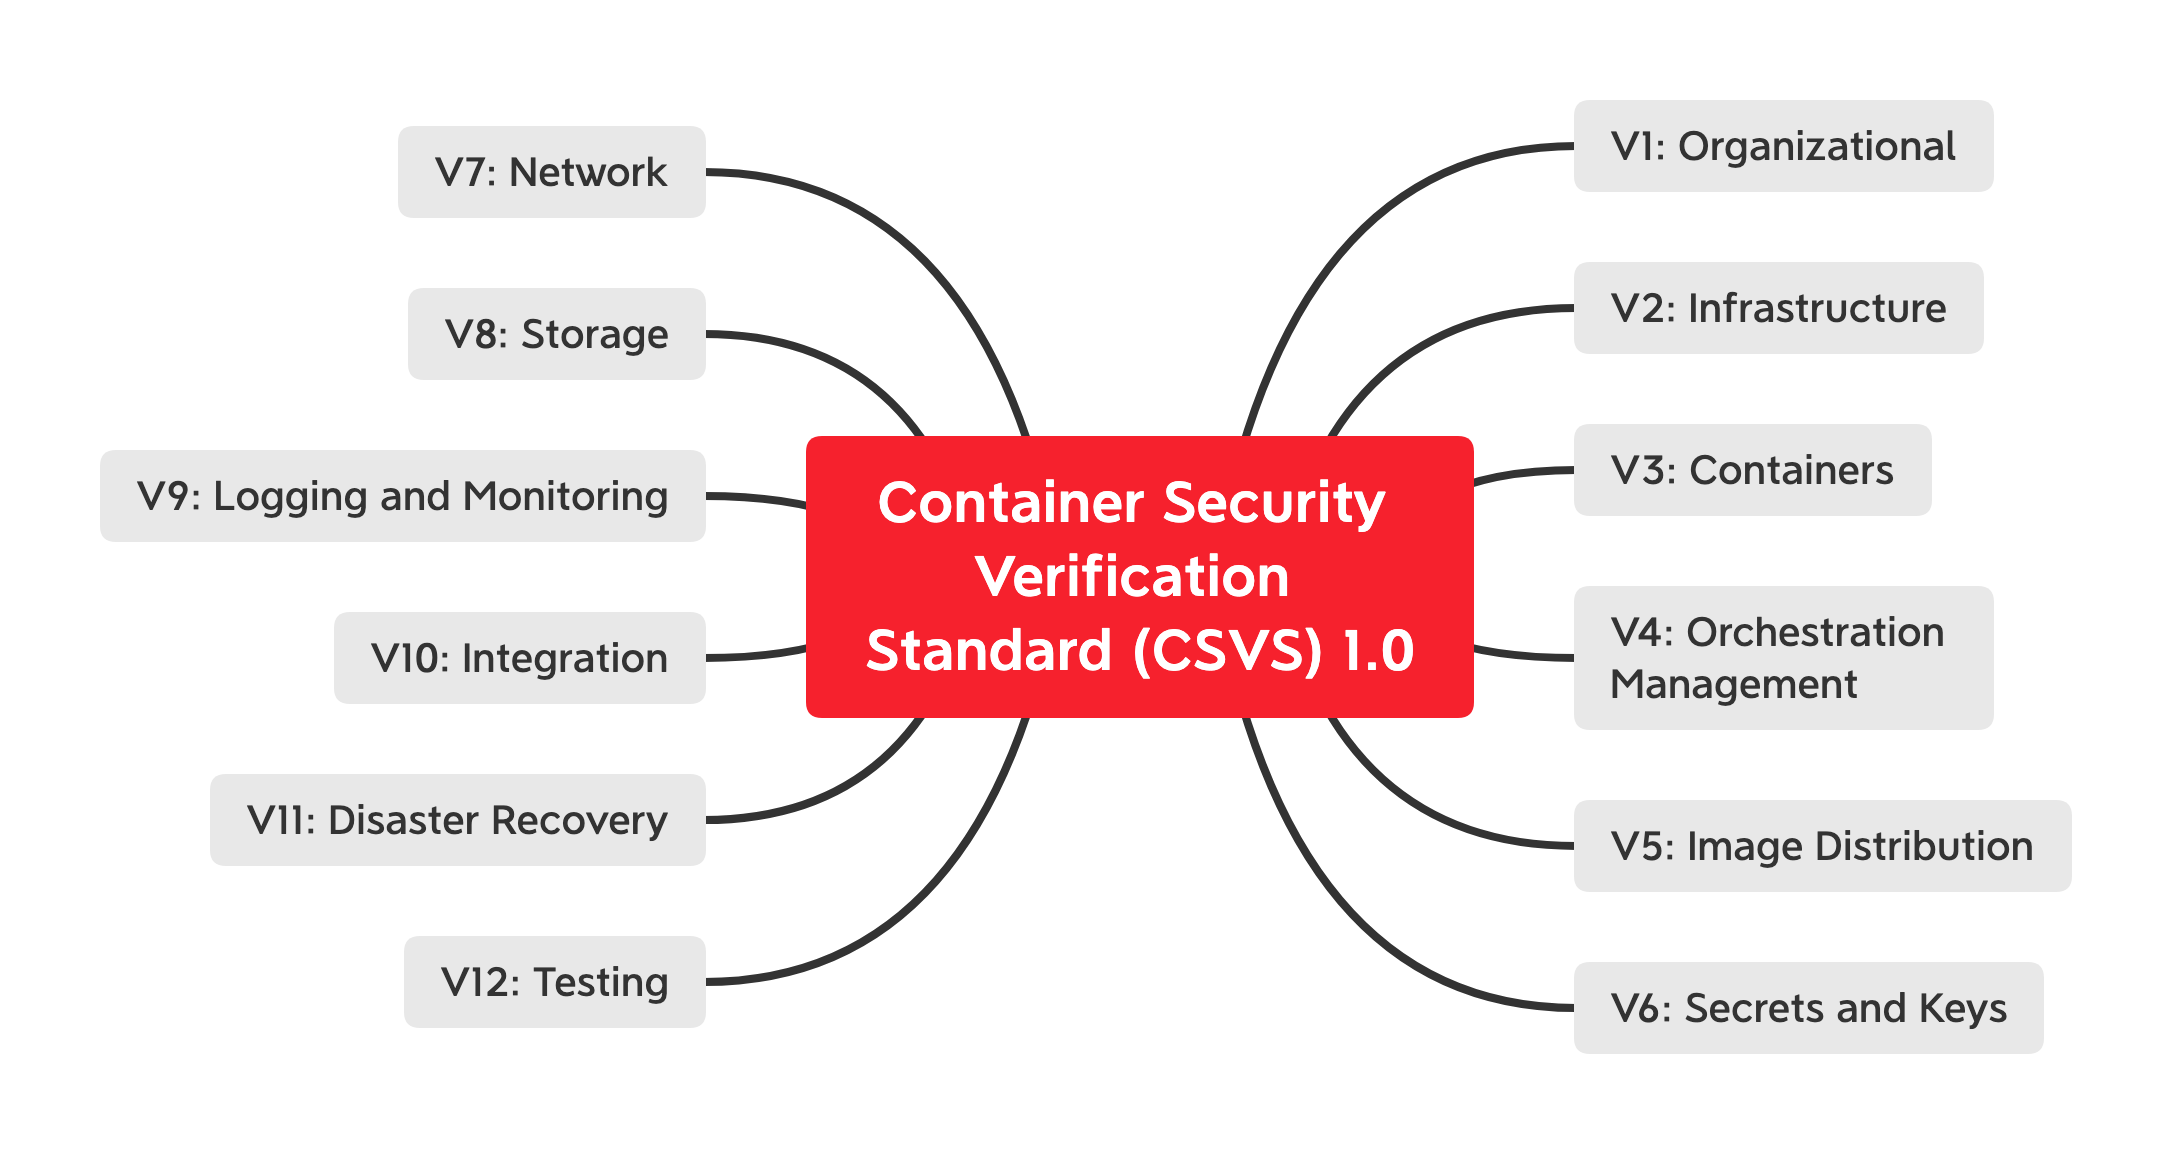 Container Security
Verification
Standard (CSVS) 1.0
V1: Organizational
V2: Infrastructure
V3: Containers
V4: Orchestration
Management
V5: Image Distribution
V6: Secrets and Keys
V7: Network
V8: Storage
V9: Logging and Monitoring
V10: Integration
V11: Disaster Recovery
V12: Testing